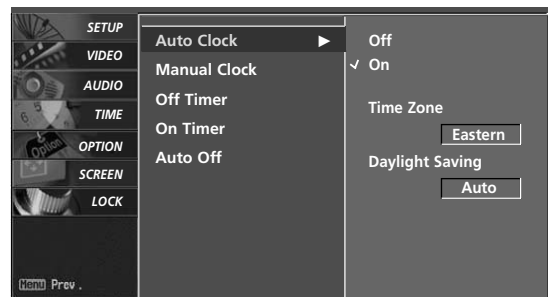 SETUP
VIDEO
AUDIO
TIME
OPTION
SCREEN
LOCK
Menu Prev.
Auto Clock ►
Manual Clock
Off Timer
On Timer
Auto Off
Off
✓ On
Time Zone
Eastern
Daylight Saving
Auto